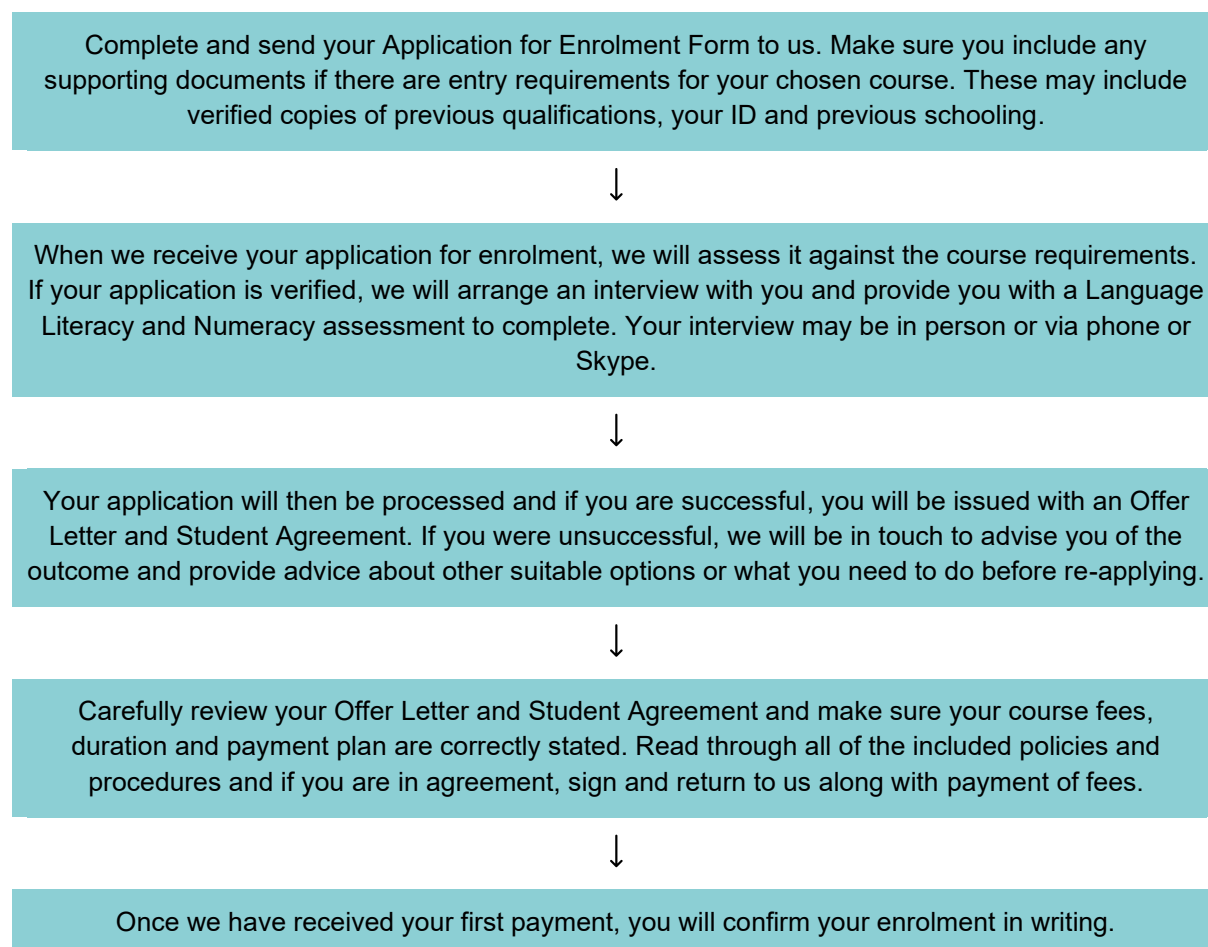 Complete and send your Application for Enrolment Form to us. Make sure you include any
supporting documents if there are entry requirements for your chosen course. These may include
verified copies of previous qualifications, your ID and previous schooling.
↓
When we receive your application for enrolment, we will assess it against the course requirements.
If your application is verified, we will arrange an interview with you and provide you with a Language
Literacy and Numeracy assessment to complete. Your interview may be in person or via phone or
Skype.
↓
Your application will then be processed and if you are successful, you will be issued with an Offer
Letter and Student Agreement. If you were unsuccessful, we will be in touch to advise you of the
outcome and provide advice about other suitable options or what you need to do before re-applying.
↓
Carefully review your Offer Letter and Student Agreement and make sure your course fees,
duration and payment plan are correctly stated. Read through all of the included policies and
procedures and if you are in agreement, sign and return to us along with payment of fees.
↓
Once we have received your first payment, you will confirm your enrolment in writing.